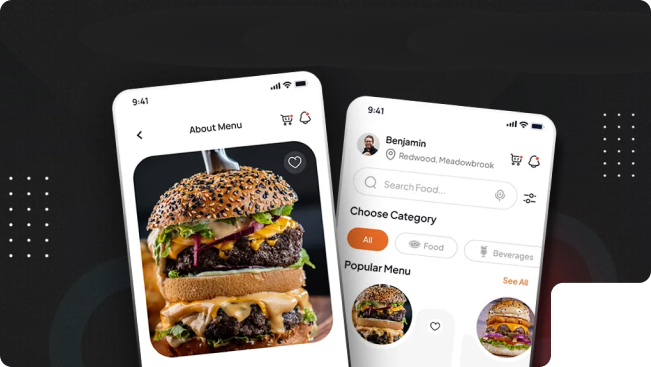 9:41
About Menu
9:41
Benjamin
Redwood, Meadowbrook
Search Food...
Choose Category
All
Food
Beverages
Popular Menu
See All